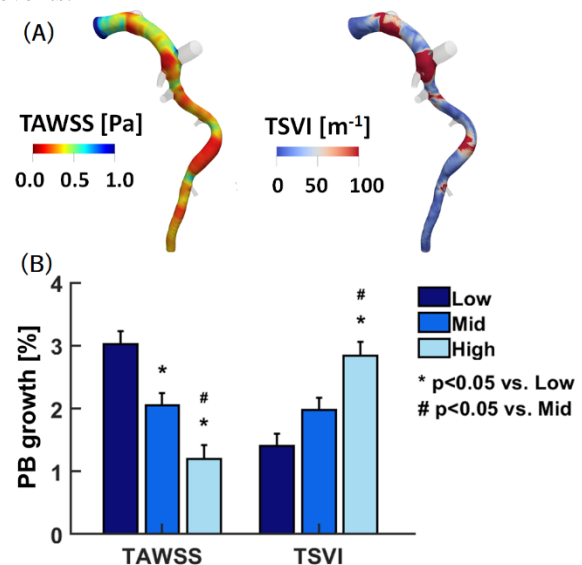 (A)
TAWSS [Pa]
0.0 0.5 1.0
TSVI [m-1]
0 50 100
(B)
PB growth [%]
4
3
2
1
0
*
#
*
#
*
TAWSS
TSVI
Low
Mid
High
* p<0.05 vs. Low
# p<0.05 vs. Mid